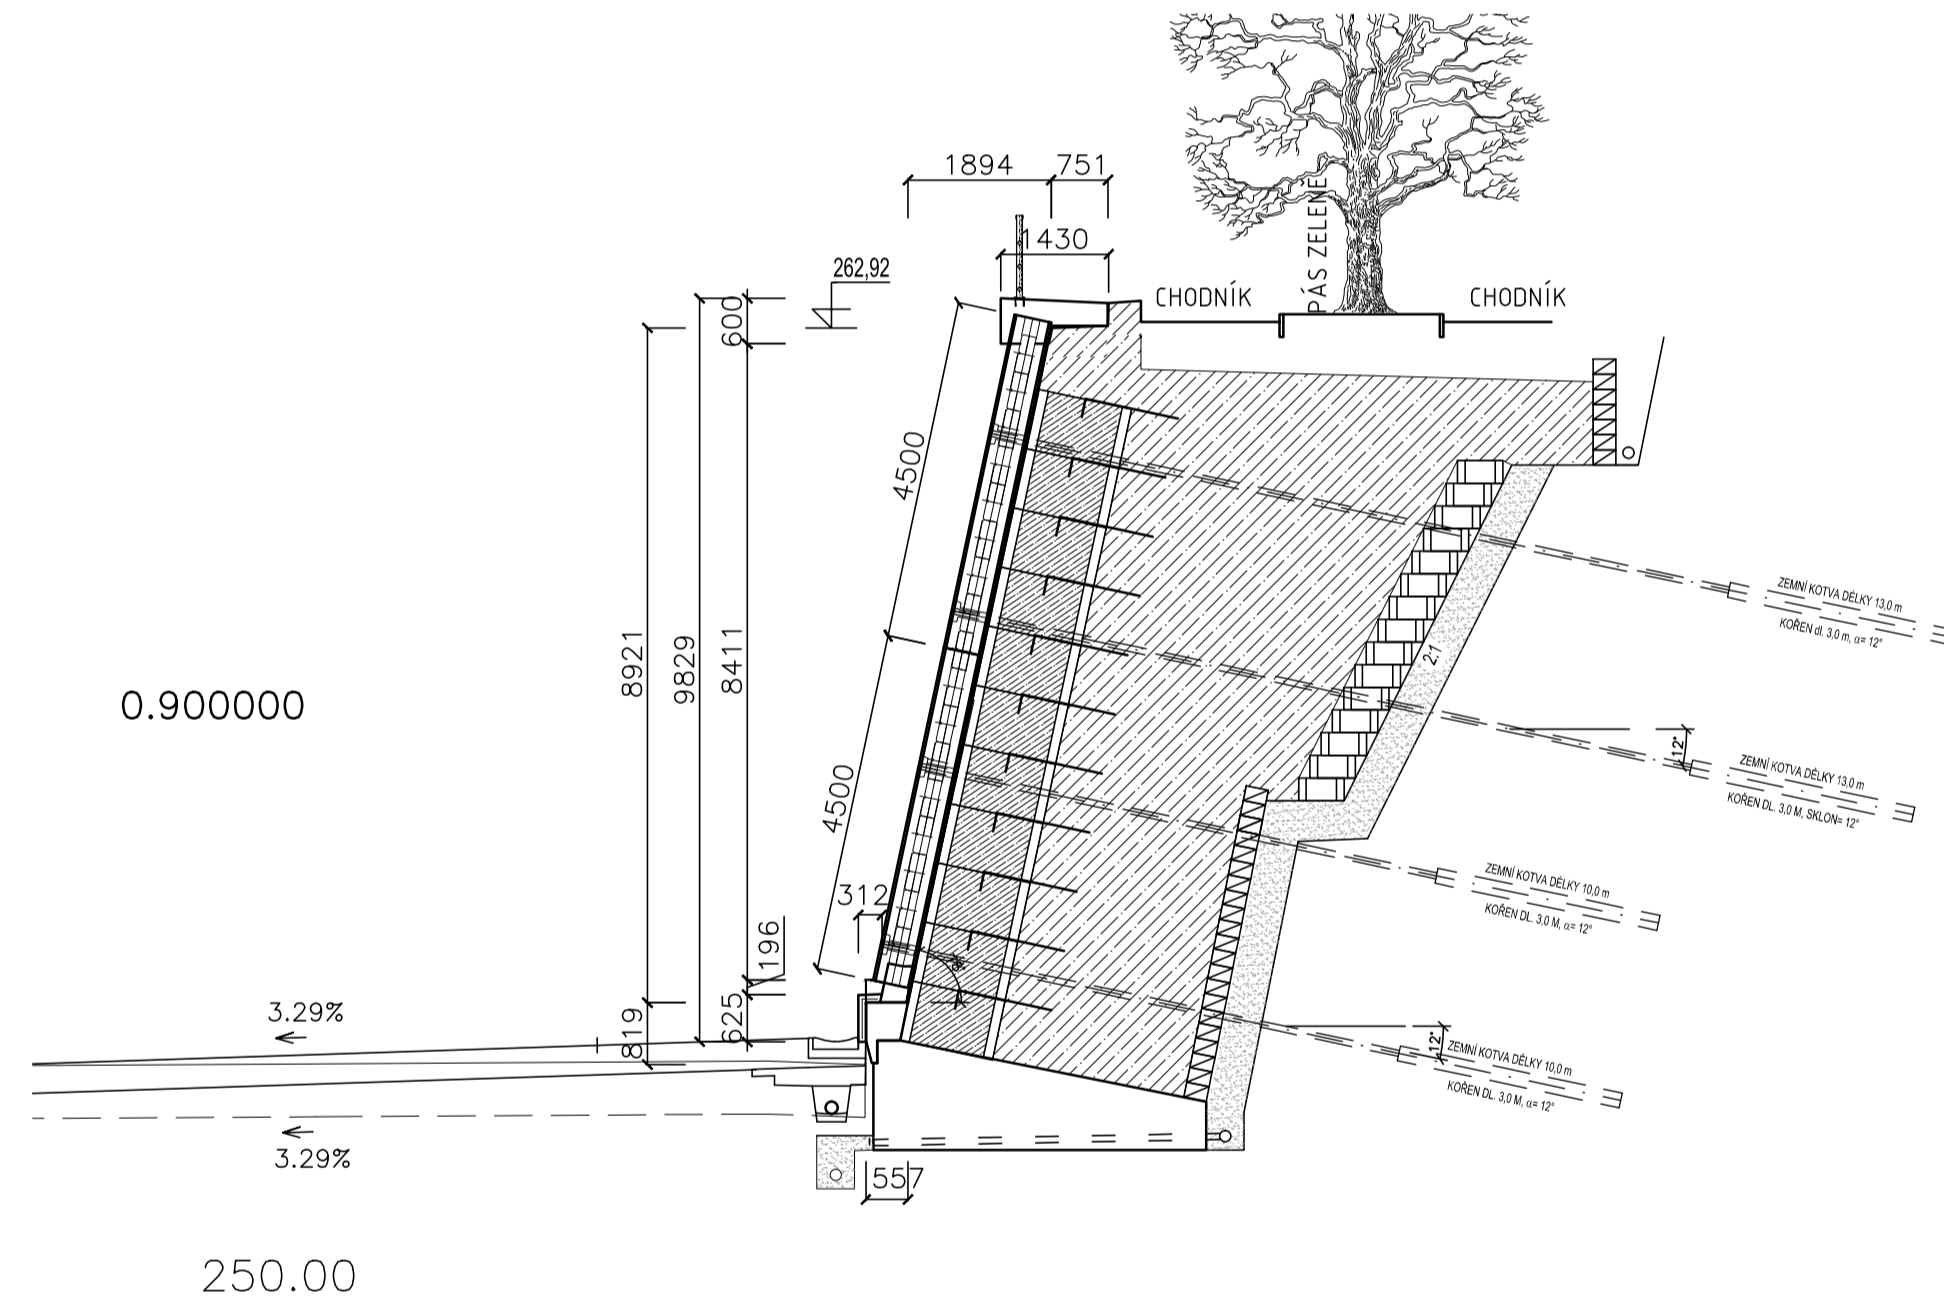 1894
751
1430
262,92
PÁS ZELENĚ
CHODNÍK
CHODNÍK
600
4500
8921
9829
8411
0.900000
2:1
ZEMNÍ KOTVA DÉLKY 13,0 m
KOŘEN dl. 3,0 m, α= 12°
12°
ZEMNÍ KOTVA DÉLKY 13,0 m
KOŘEN DL. 3,0 M, SKLON= 12°
4500
312
196
ZEMNÍ KOTVA DÉLKY 10,0 m
KOŘEN DL. 3,0 M, α= 12°
3.29%
819
625
12°
ZEMNÍ KOTVA DÉLKY 10,0 m
KOŘEN DL. 3,0 M, α= 12°
3.29%
557
250.00